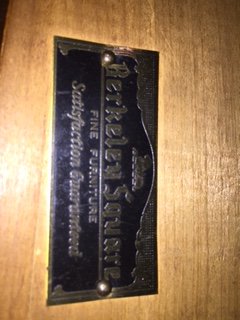 Berkeley Square
FINE FURNITURE
Satisfaction Guaranteed